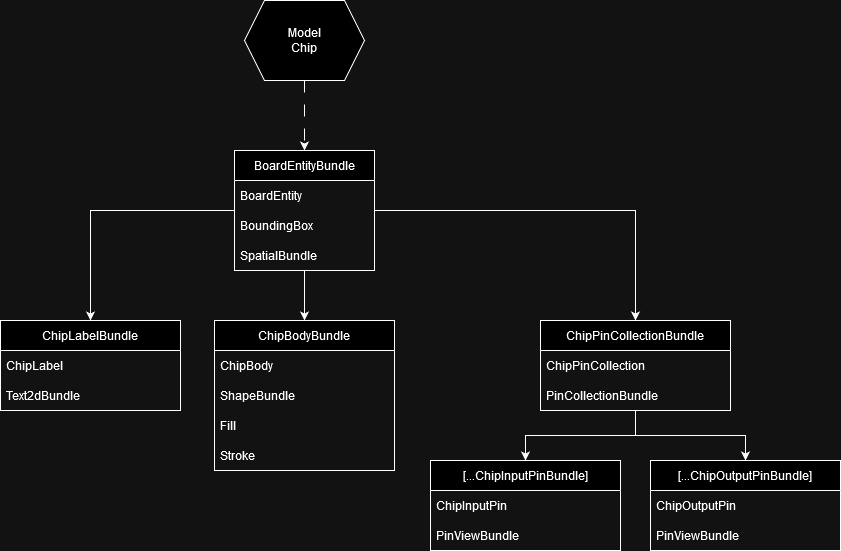 Model
Chip
BoardEntityBundle
BoardEntity
BoundingBox
SpatialBundle
ChipLabelBundle
ChipLabel
Text2dBundle
ChipBodyBundle
ChipBody
ShapeBundle
Fill
Stroke
ChipPinCollectionBundle
ChipPinCollection
PinCollectionBundle
[...ChipInputPinBundle]
ChipInputPin
PinViewBundle
[...ChipOutputPinBundle]
ChipOutputPin
PinViewBundle